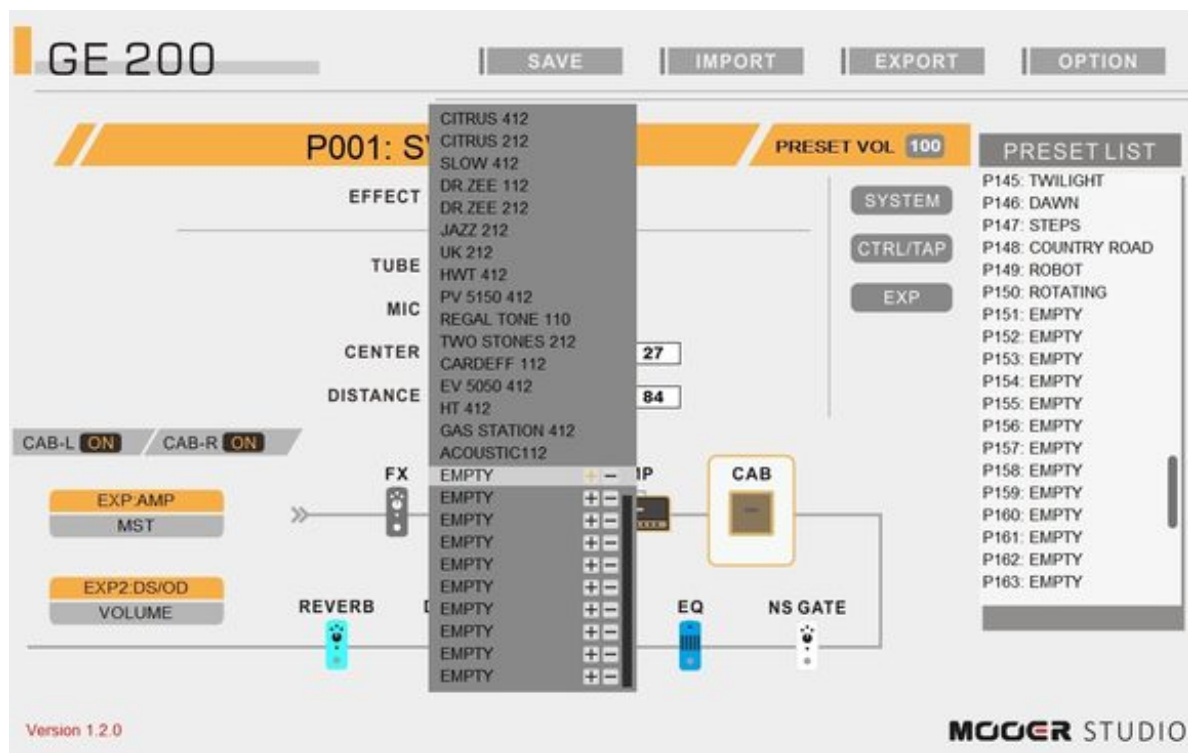 GE 200
SAVE
IMPORT
EXPORT
OPTION
P001: S
PRESET VOL 100
PRESET LIST
EFFECT
TUBE
MIC
CENTER
27
DISTANCE
84
SYSTEM
CTRL/TAP
EXP
CITRUS 412
CITRUS 212
SLOW 412
DR.ZEE 112
DR.ZEE 212
JAZZ 212
UK 212
HWT 412
PV 5150 412
REGAL TONE 110
TWO STONES 212
CARDEFF 112
EV 5050 412
HT 412
GAS STATION 412
ACOUSTIC112
EMPTY + −
EMPTY + −
EMPTY + −
EMPTY + −
EMPTY + −
EMPTY + −
EMPTY + −
EMPTY + −
EMPTY + −
EMPTY + −
P145: TWILIGHT
P146: DAWN
P147: STEPS
P148: COUNTRY ROAD
P149: ROBOT
P150: ROTATING
P151: EMPTY
P152: EMPTY
P153: EMPTY
P154: EMPTY
P155: EMPTY
P156: EMPTY
P157: EMPTY
P158: EMPTY
P159: EMPTY
P160: EMPTY
P161: EMPTY
P162: EMPTY
P163: EMPTY
CAB-L ON
CAB-R ON
EXP:AMP
MST
EXP2:DS/OD
VOLUME
FX
CAB
REVERB
EQ
NS GATE
Version 1.2.0
MOOER STUDIO